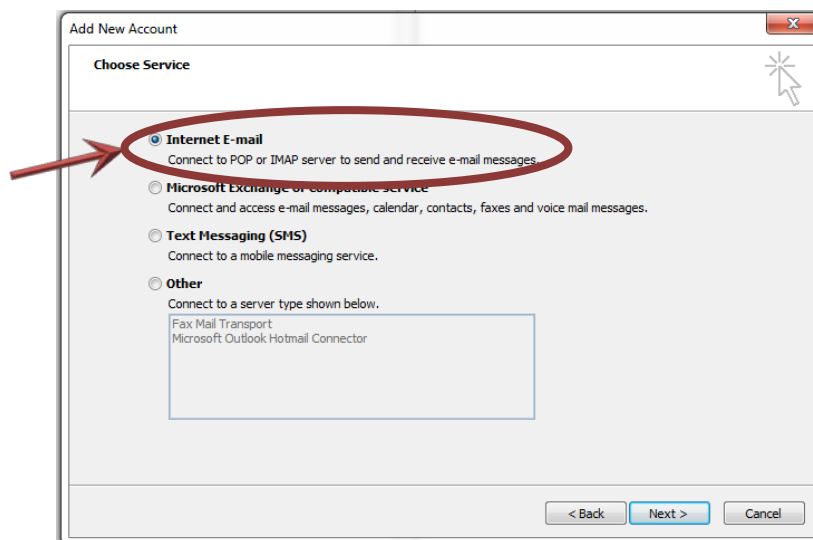 Add New Account
Choose Service
Internet E-mail
Connect to POP or IMAP server to send and receive e-mail messages.
Microsoft Exchange or compatible service
Connect and access e-mail messages, calendar, contacts, faxes and voice mail messages.
Text Messaging (SMS)
Connect to a mobile messaging service.
Other
Connect to a server type shown below.
Fax Mail Transport
Microsoft Outlook Hotmail Connector
< Back
Next >
Cancel